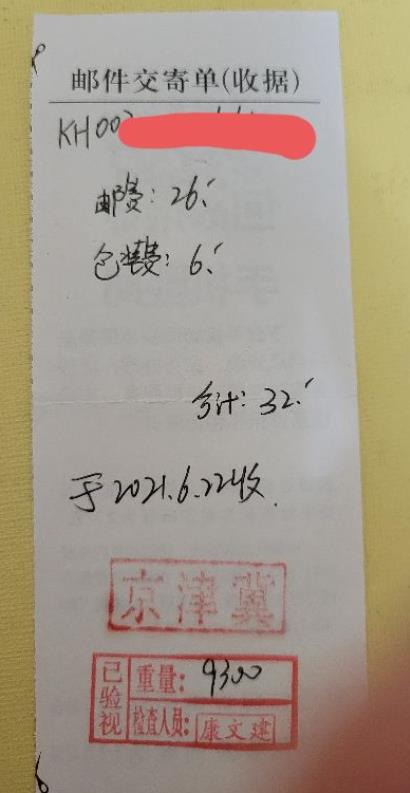 邮件交寄单(收据)
KH003
邮费:26.
包装费:6.
合计:32.
于2021.6.22收.
京津冀
已验视
重量:9300
检查人员:康文建